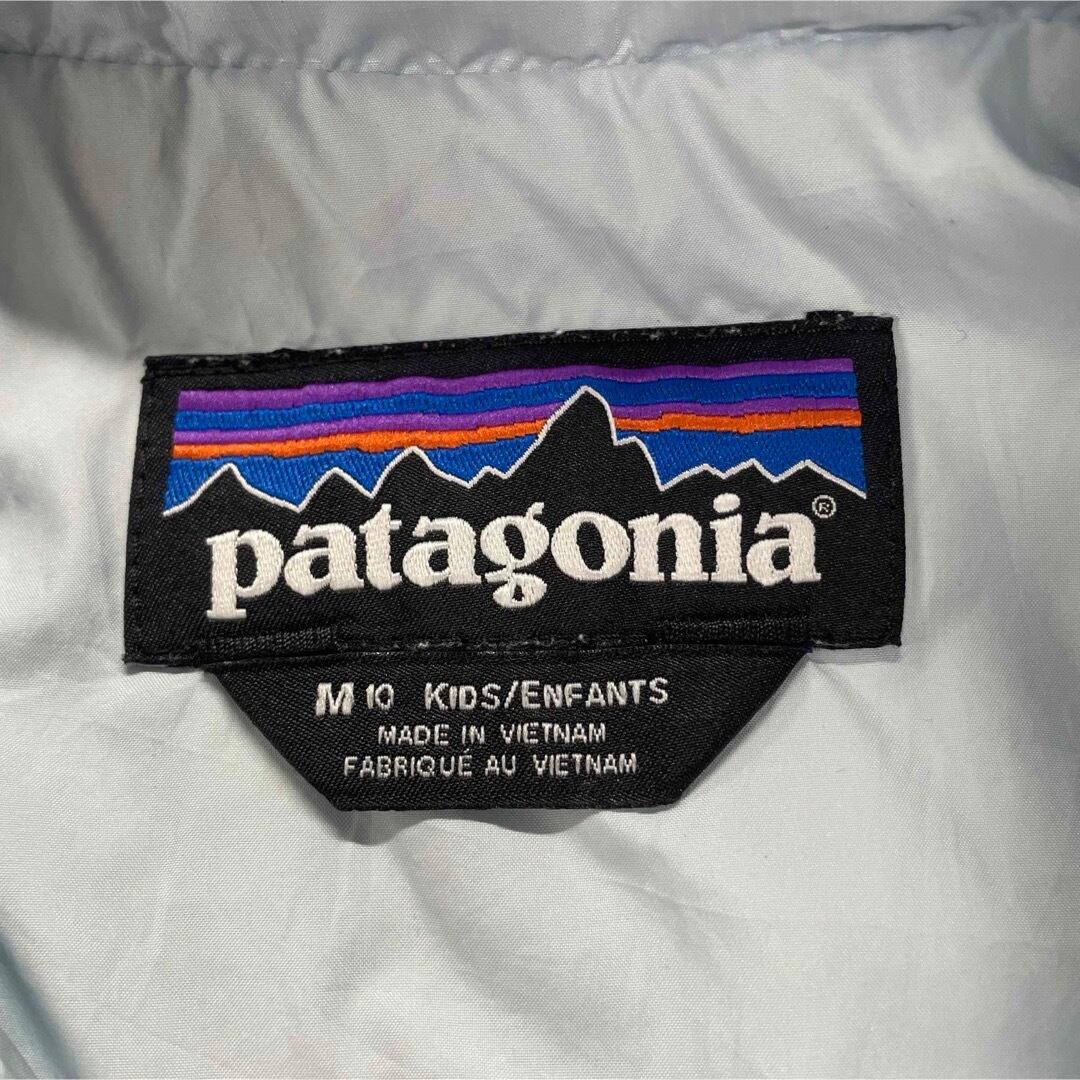 patagonia®
M 10 KIDS/ENFANTS
MADE IN VIETNAM
FABRIQUÉ AU VIETNAM